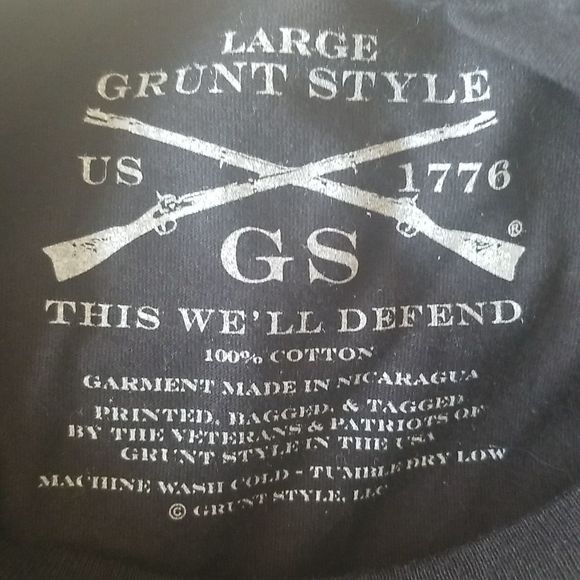 LARGE
GRUNT STYLE
US 1776
GS ®
THIS WE'LL DEFEND
100% COTTON
GARMENT MADE IN NICARAGUA
PRINTED, BAGGED, & TAGGED
BY THE VETERANS & PATRIOTS OF
GRUNT STYLE IN THE USA
MACHINE WASH COLD - TUMBLE DRY LOW
© GRUNT STYLE, LLC